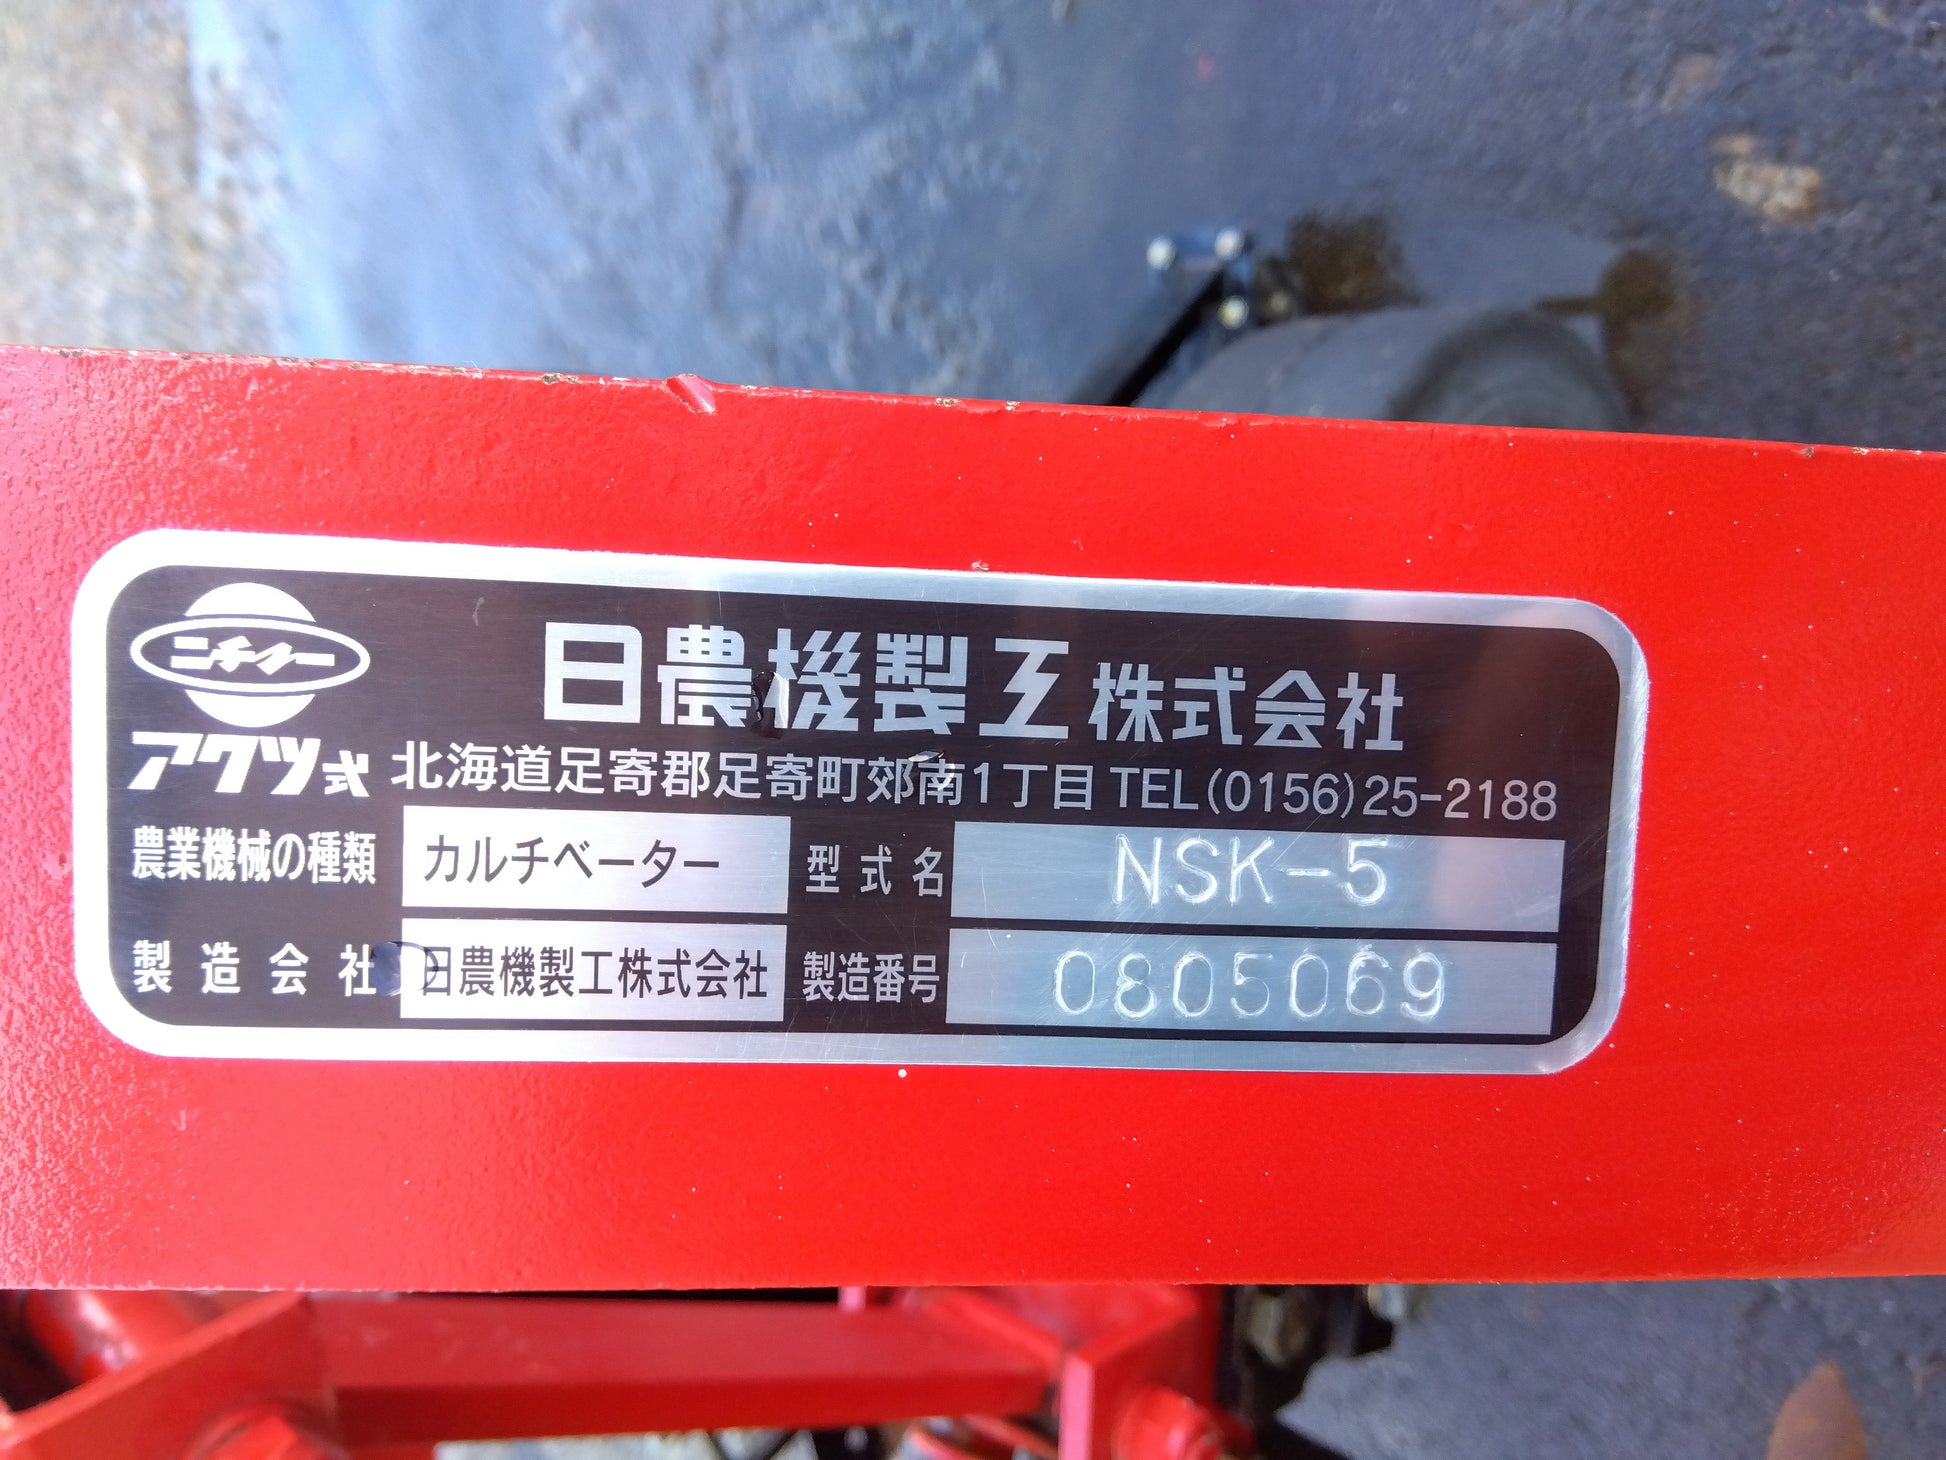 ニチノー
日農機製工株式会社
アクツ式 北海道足寄郡足寄町郊南1丁目 TEL(0156)25-2188
農業機械の種類 カルチベーター 型式名 NSK-5
製造会社 日農機製工株式会社 製造番号 0805069